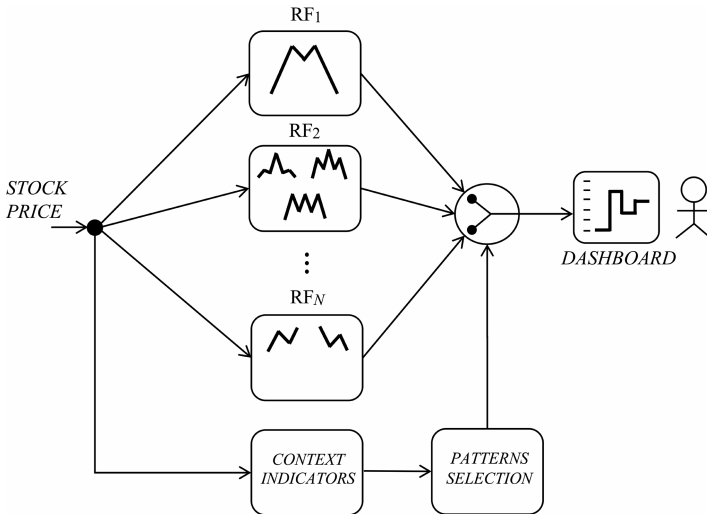 RF1
RF2
STOCK
PRICE
RFN
DASHBOARD
CONTEXT
INDICATORS
PATTERNS
SELECTION